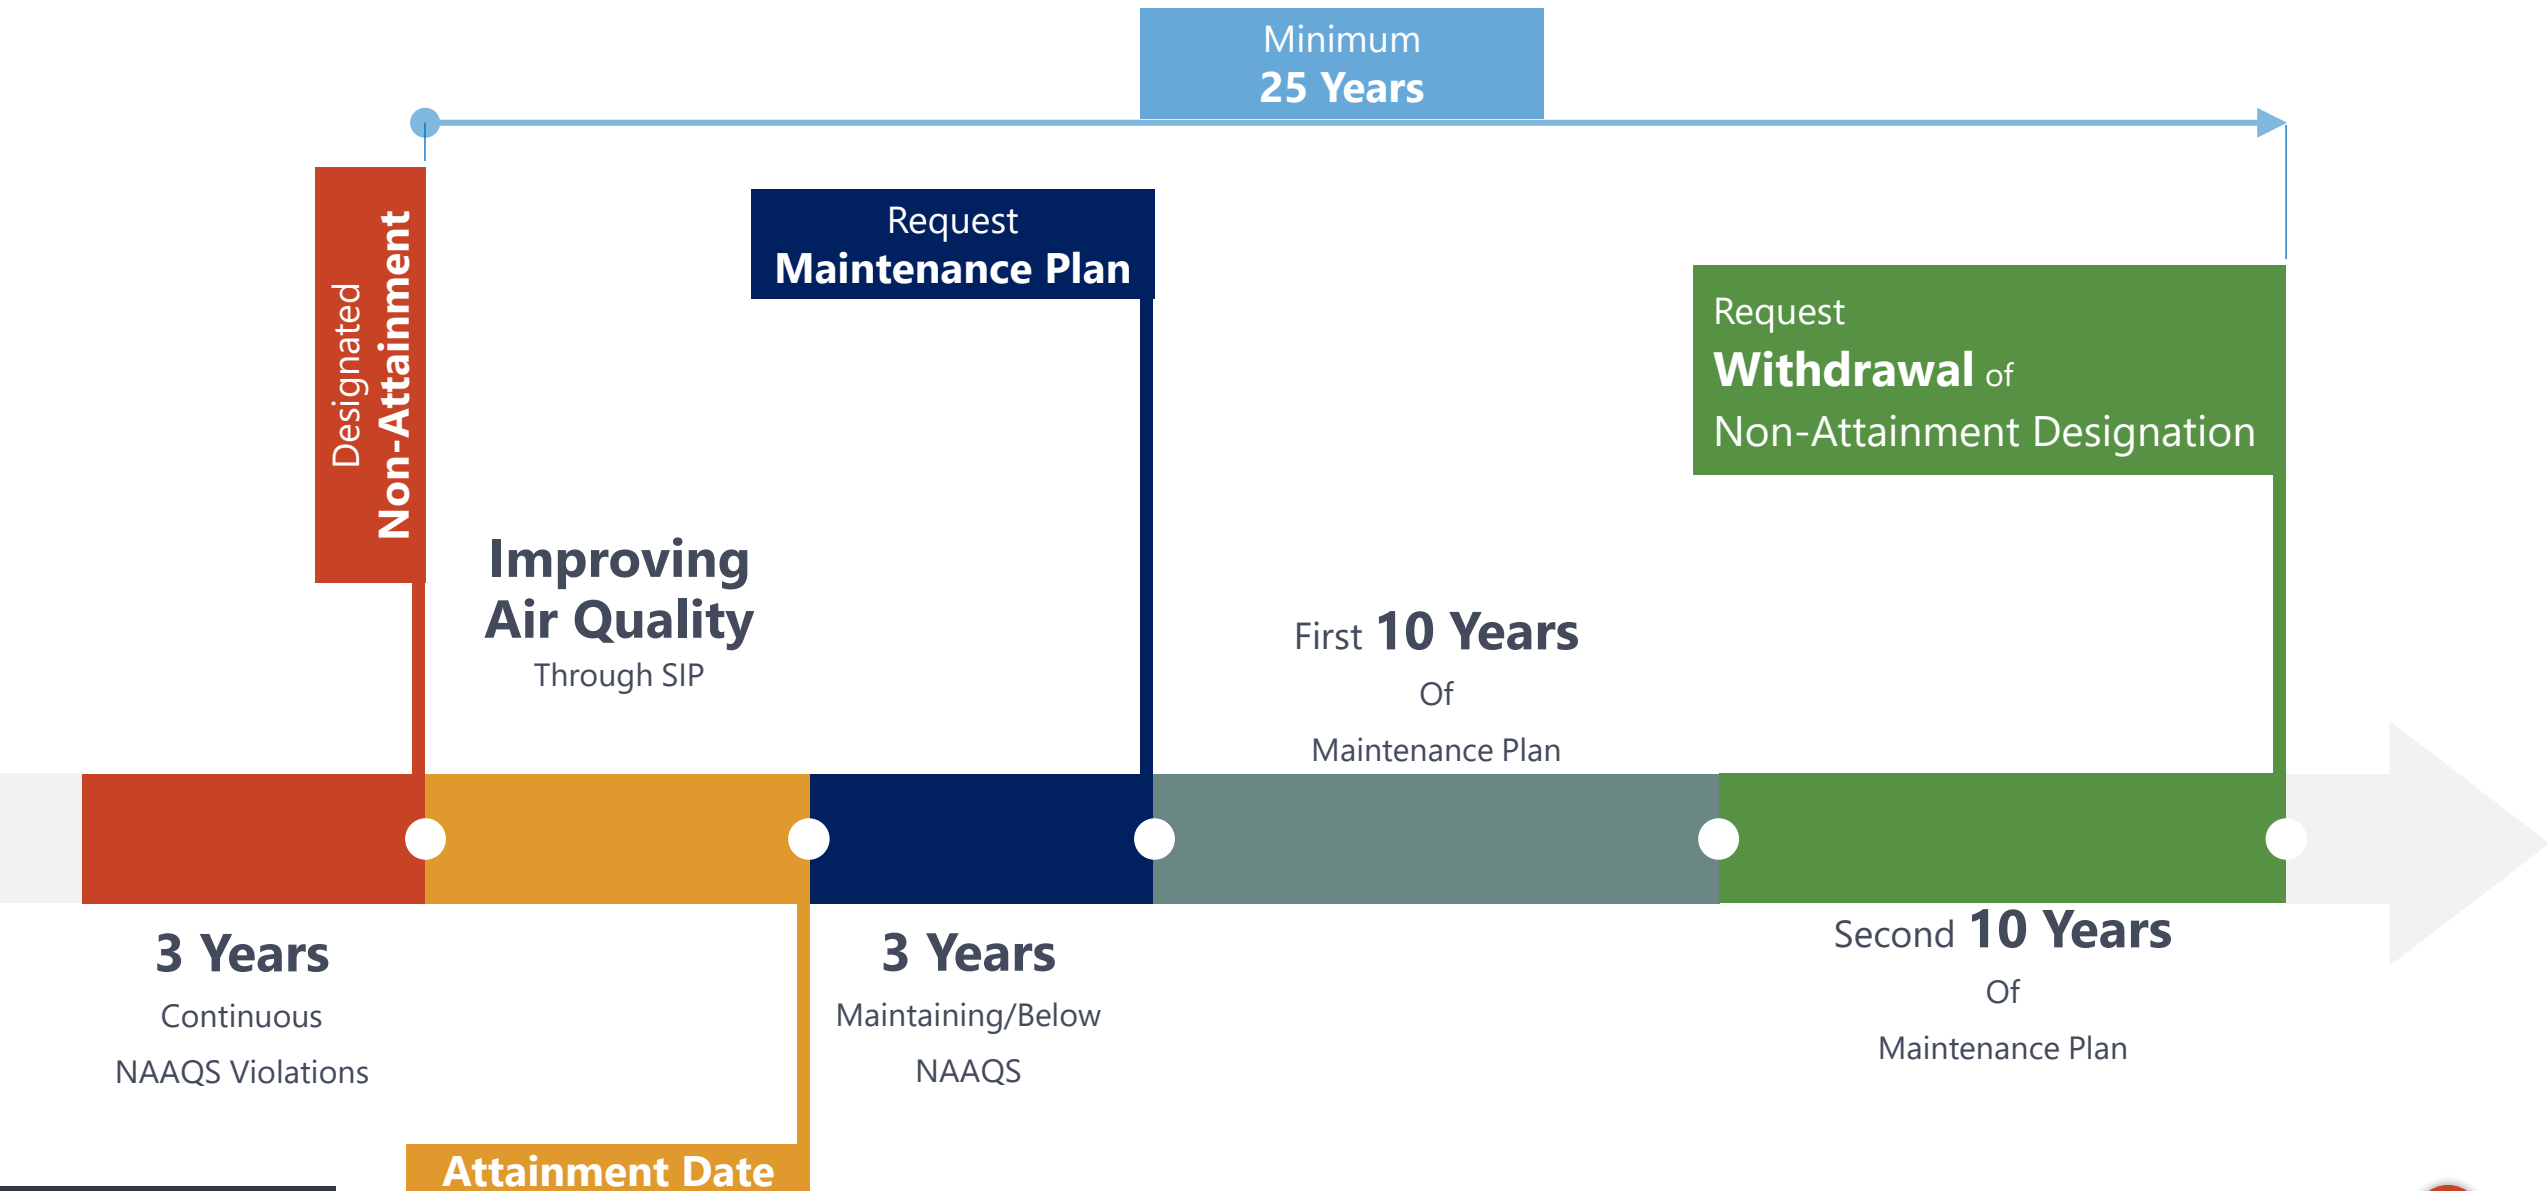 Minimum
25 Years
Designated
Non-Attainment
Request
Maintenance Plan
Request
Withdrawal of
Non-Attainment Designation
Improving
Air Quality
Through SIP
First 10 Years
Of
Maintenance Plan
3 Years
Continuous
NAAQS Violations
3 Years
Maintaining/Below
NAAQS
Second 10 Years
Of
Maintenance Plan
Attainment Date